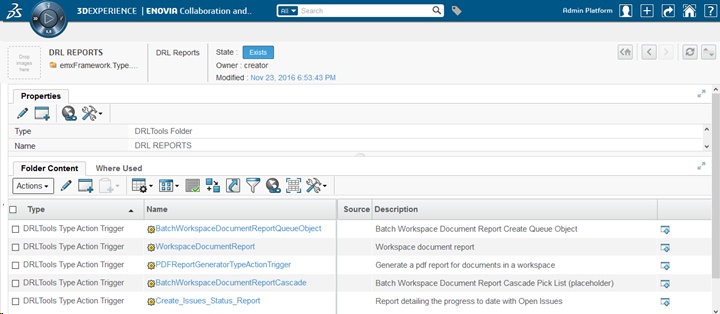 3DEXPERIENCE | ENOVIA Collaboration and...
All Search
Admin Platform
Drop images here
DRL REPORTS
emxFramework.Type....
DRL Reports
State : Exists
Owner : creator
Modified : Nov 23, 2016 6:53:43 PM
Properties
Type DRLTools Folder
Name DRL REPORTS
Folder Content Where Used
Actions
Type Name Source Description
DRLTools Type Action Trigger BatchWorkspaceDocumentReportQueueObject Batch Workspace Document Report Create Queue Object
DRLTools Type Action Trigger WorkspaceDocumentReport Workspace document report
DRLTools Type Action Trigger PDFReportGeneratorTypeActionTrigger Generate a pdf report for documents in a workspace
DRLTools Type Action Trigger BatchWorkspaceDocumentReportCascade Batch Workspace Document Report Cascade Pick List (placeholder)
DRLTools Type Action Trigger Create_Issues_Status_Report Report detailing the progress to date with Open Issues